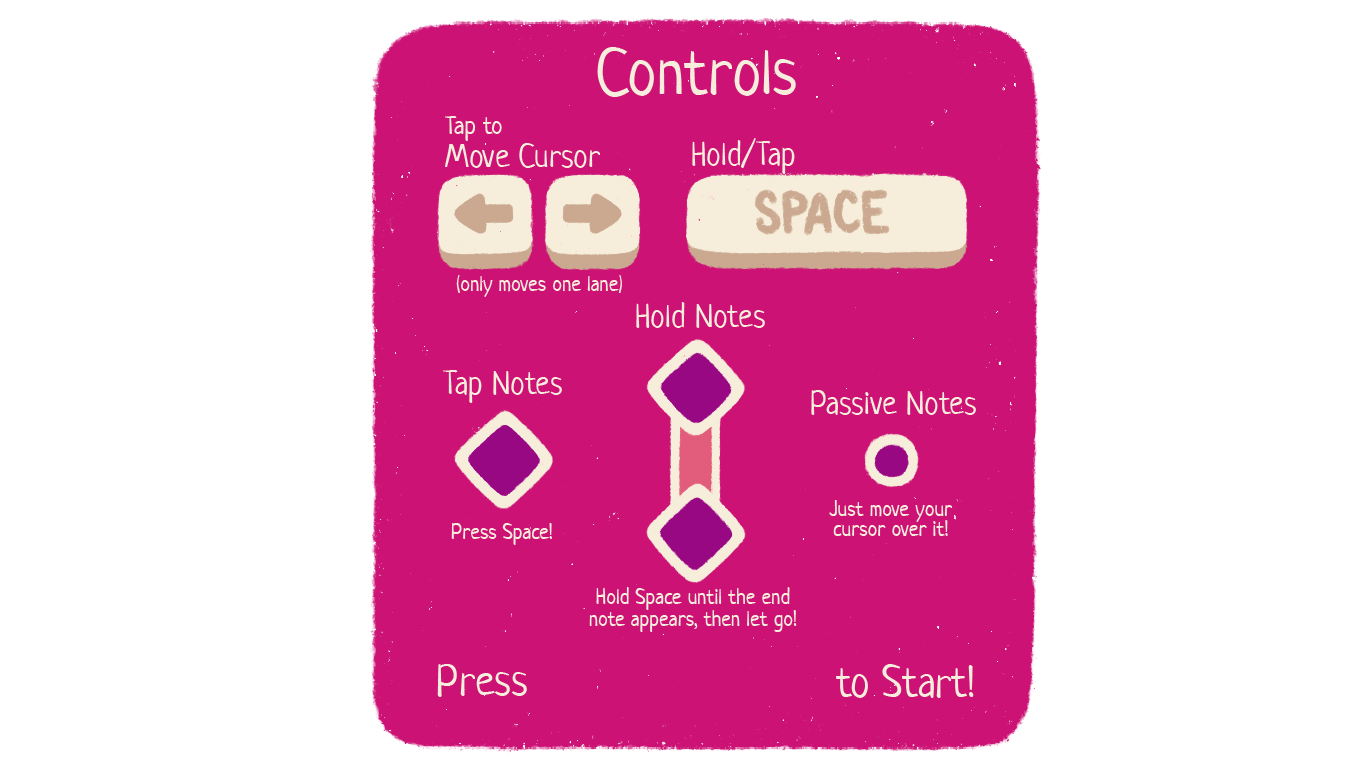 Controls
Tap to
Move Cursor
Hold/Tap
SPACE
(only moves one lane)
Hold Notes
Tap Notes
Passive Notes
Press Space!
Just move your
cursor over it!
Hold Space until the end
note appears, then let go!
Press to Start!